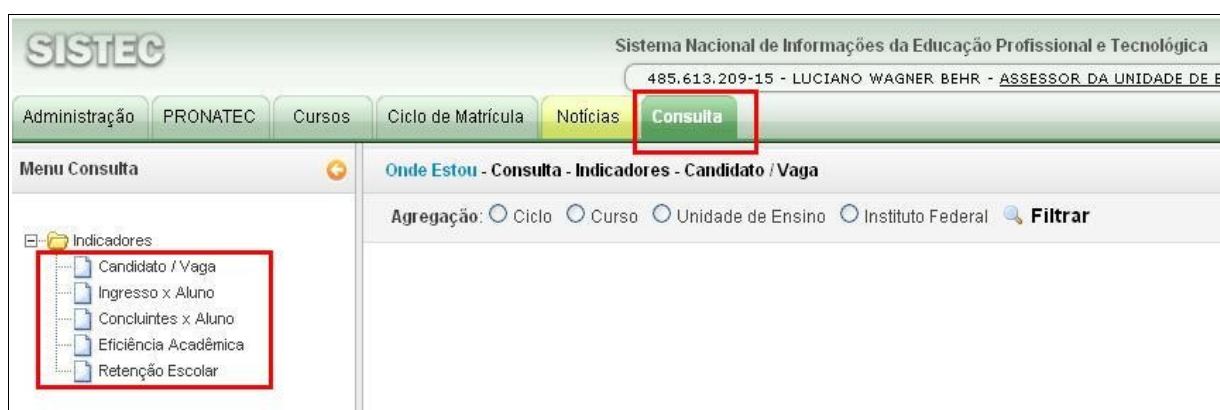 SISTEC
Sistema Nacional de Informações da Educação Profissional e Tecnológica
485.613.209-15 - LUCIANO WAGNER BEHR - ASSESSOR DA UNIDADE DE E
Administração PRONATEC Cursos Ciclo de Matrícula Notícias Consulta
Menu Consulta
Onde Estou - Consulta - Indicadores - Candidato / Vaga
Agregação: Ciclo Curso Unidade de Ensino Instituto Federal Filtrar
Indicadores
Candidato / Vaga
Ingresso x Aluno
Concluintes x Aluno
Eficiência Acadêmica
Retenção Escolar